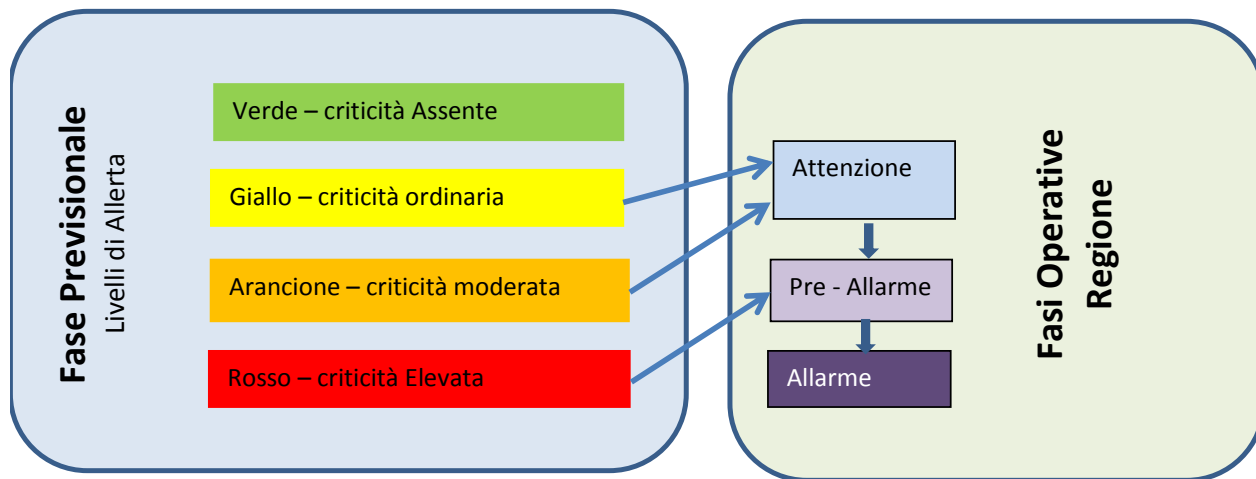 Fase Previsionale
Livelli di Allerta
Verde – criticità Assente
Giallo – criticità ordinaria
Arancione – criticità moderata
Rosso – criticità Elevata
Attenzione
Pre - Allarme
Allarme
Fasi Operative
Regione